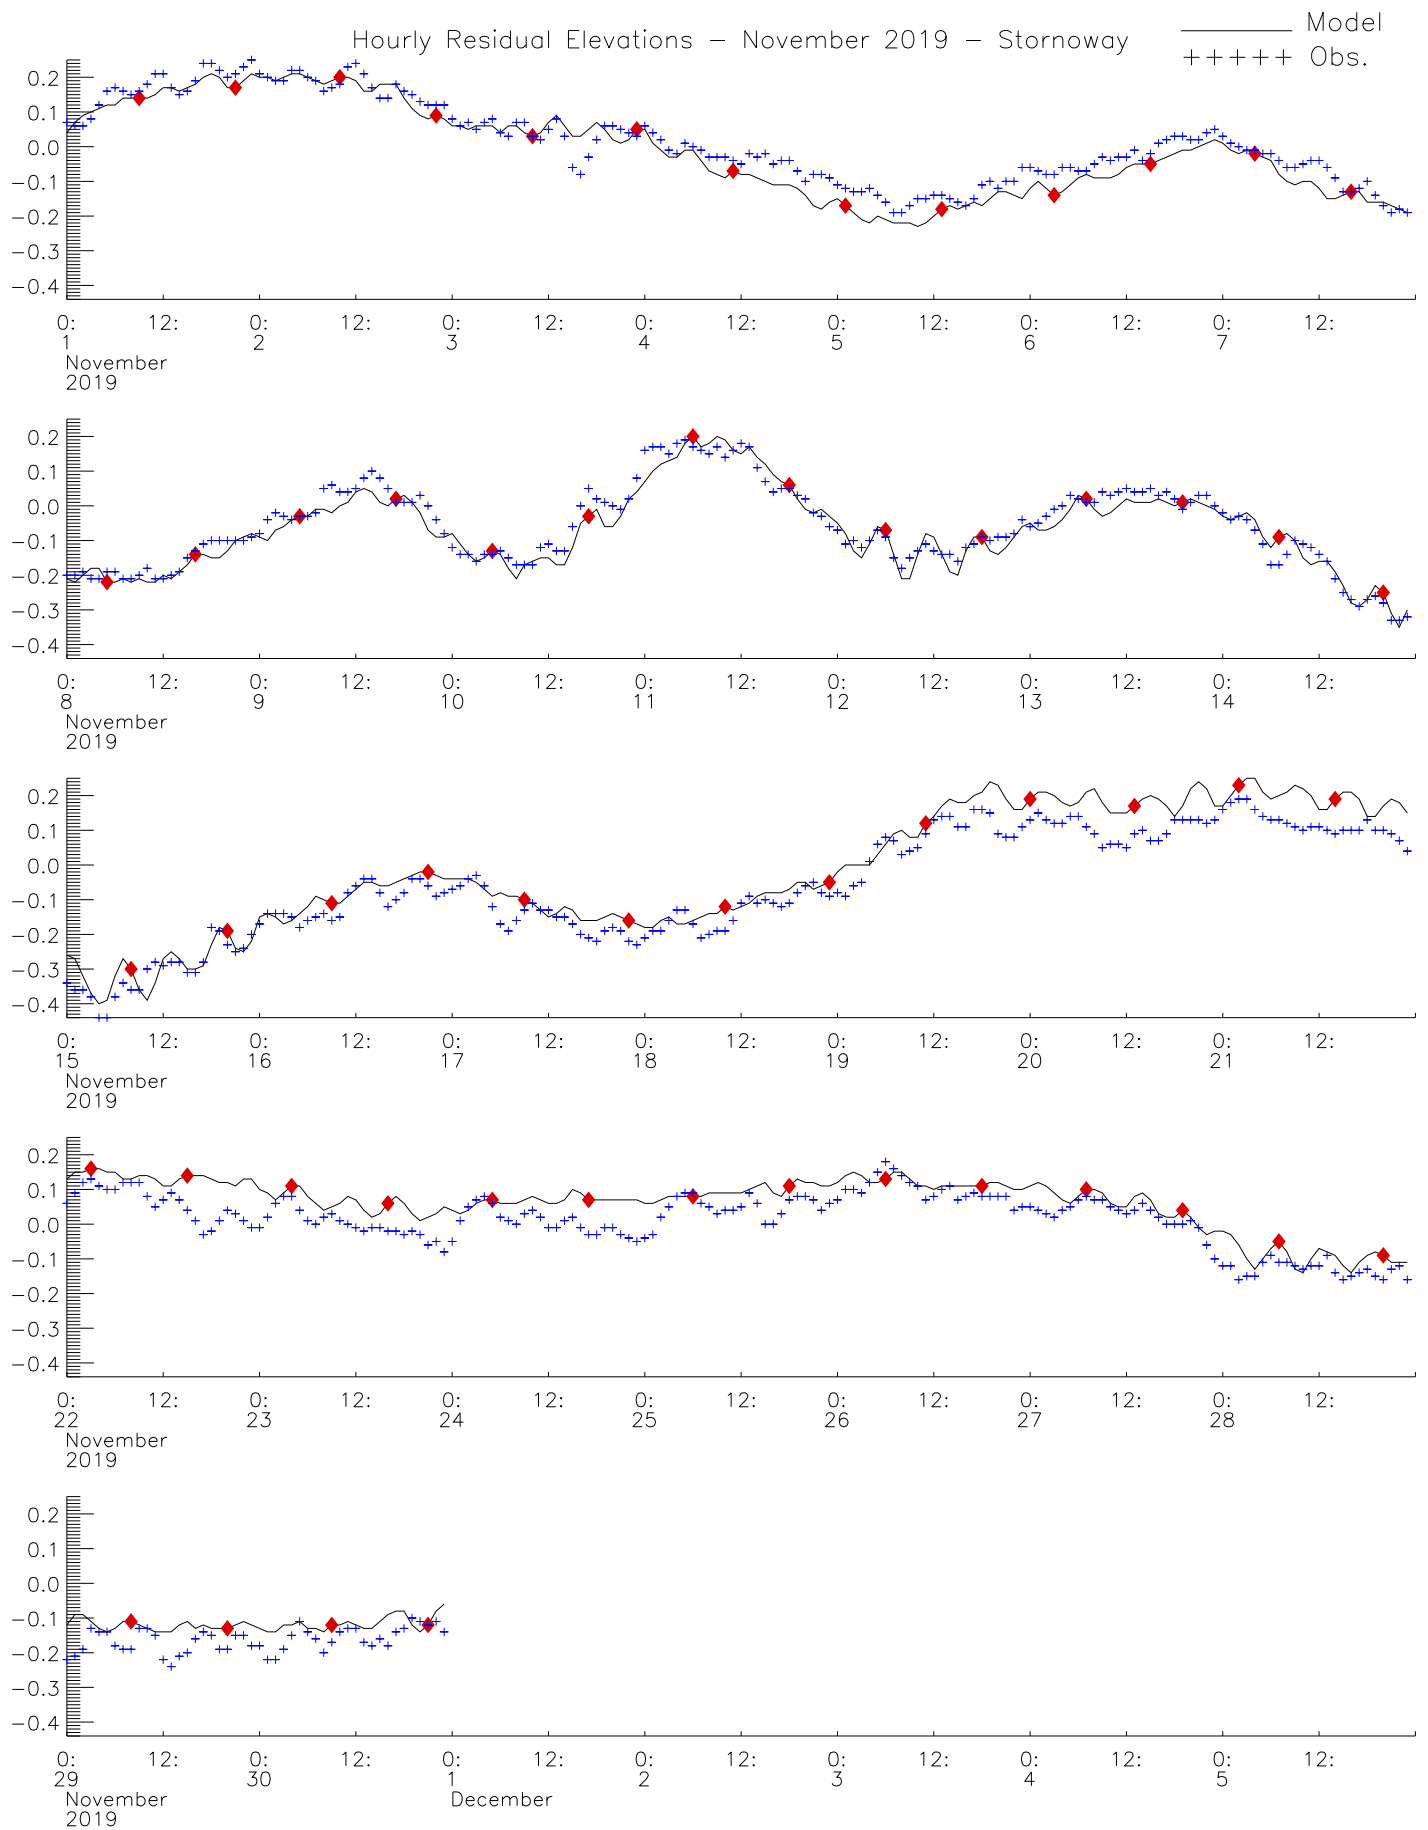 Hourly Residual Elevations – November 2019 – Stornoway
Model
+++++ Obs.
0.2
0.1
0.0
−0.1
−0.2
−0.3
−0.4
0: 12: 0: 12: 0: 12: 0: 12: 0: 12: 0: 12: 0: 12:
1 2 3 4 5 6 7
November
2019
0.2
0.1
0.0
−0.1
−0.2
−0.3
−0.4
0: 12: 0: 12: 0: 12: 0: 12: 0: 12: 0: 12: 0: 12:
8 9 10 11 12 13 14
November
2019
0.2
0.1
0.0
−0.1
−0.2
−0.3
−0.4
0: 12: 0: 12: 0: 12: 0: 12: 0: 12: 0: 12: 0: 12:
15 16 17 18 19 20 21
November
2019
0.2
0.1
0.0
−0.1
−0.2
−0.3
−0.4
0: 12: 0: 12: 0: 12: 0: 12: 0: 12: 0: 12: 0: 12:
22 23 24 25 26 27 28
November
2019
0.2
0.1
0.0
−0.1
−0.2
−0.3
−0.4
0: 12: 0: 12: 0: 12: 0: 12: 0: 12: 0: 12: 0: 12:
29 30 1 2 3 4 5
November December
2019